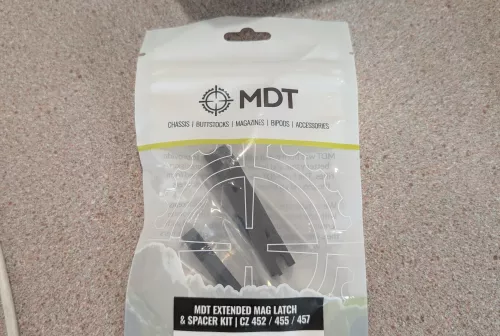 MDT
CHASSIS | BUTTSTOCKS | MAGAZINES | BIPODS | ACCESSORIES
MDT EXTENDED MAG LATCH
& SPACER KIT | CZ 452 / 455 / 457